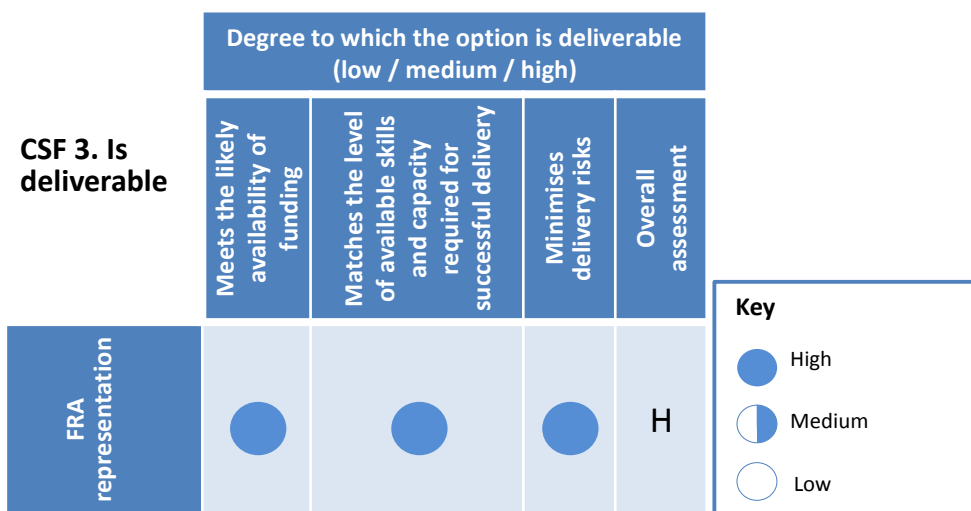 Degree to which the option is deliverable
(low / medium / high)
CSF 3. Is
deliverable
Meets the likely
availability of
funding
Matches the level
of available skills
and capacity
required for
successful delivery
Minimises
delivery risks
Overall
assessment
FRA
representation
H
Key
High
Medium
Low